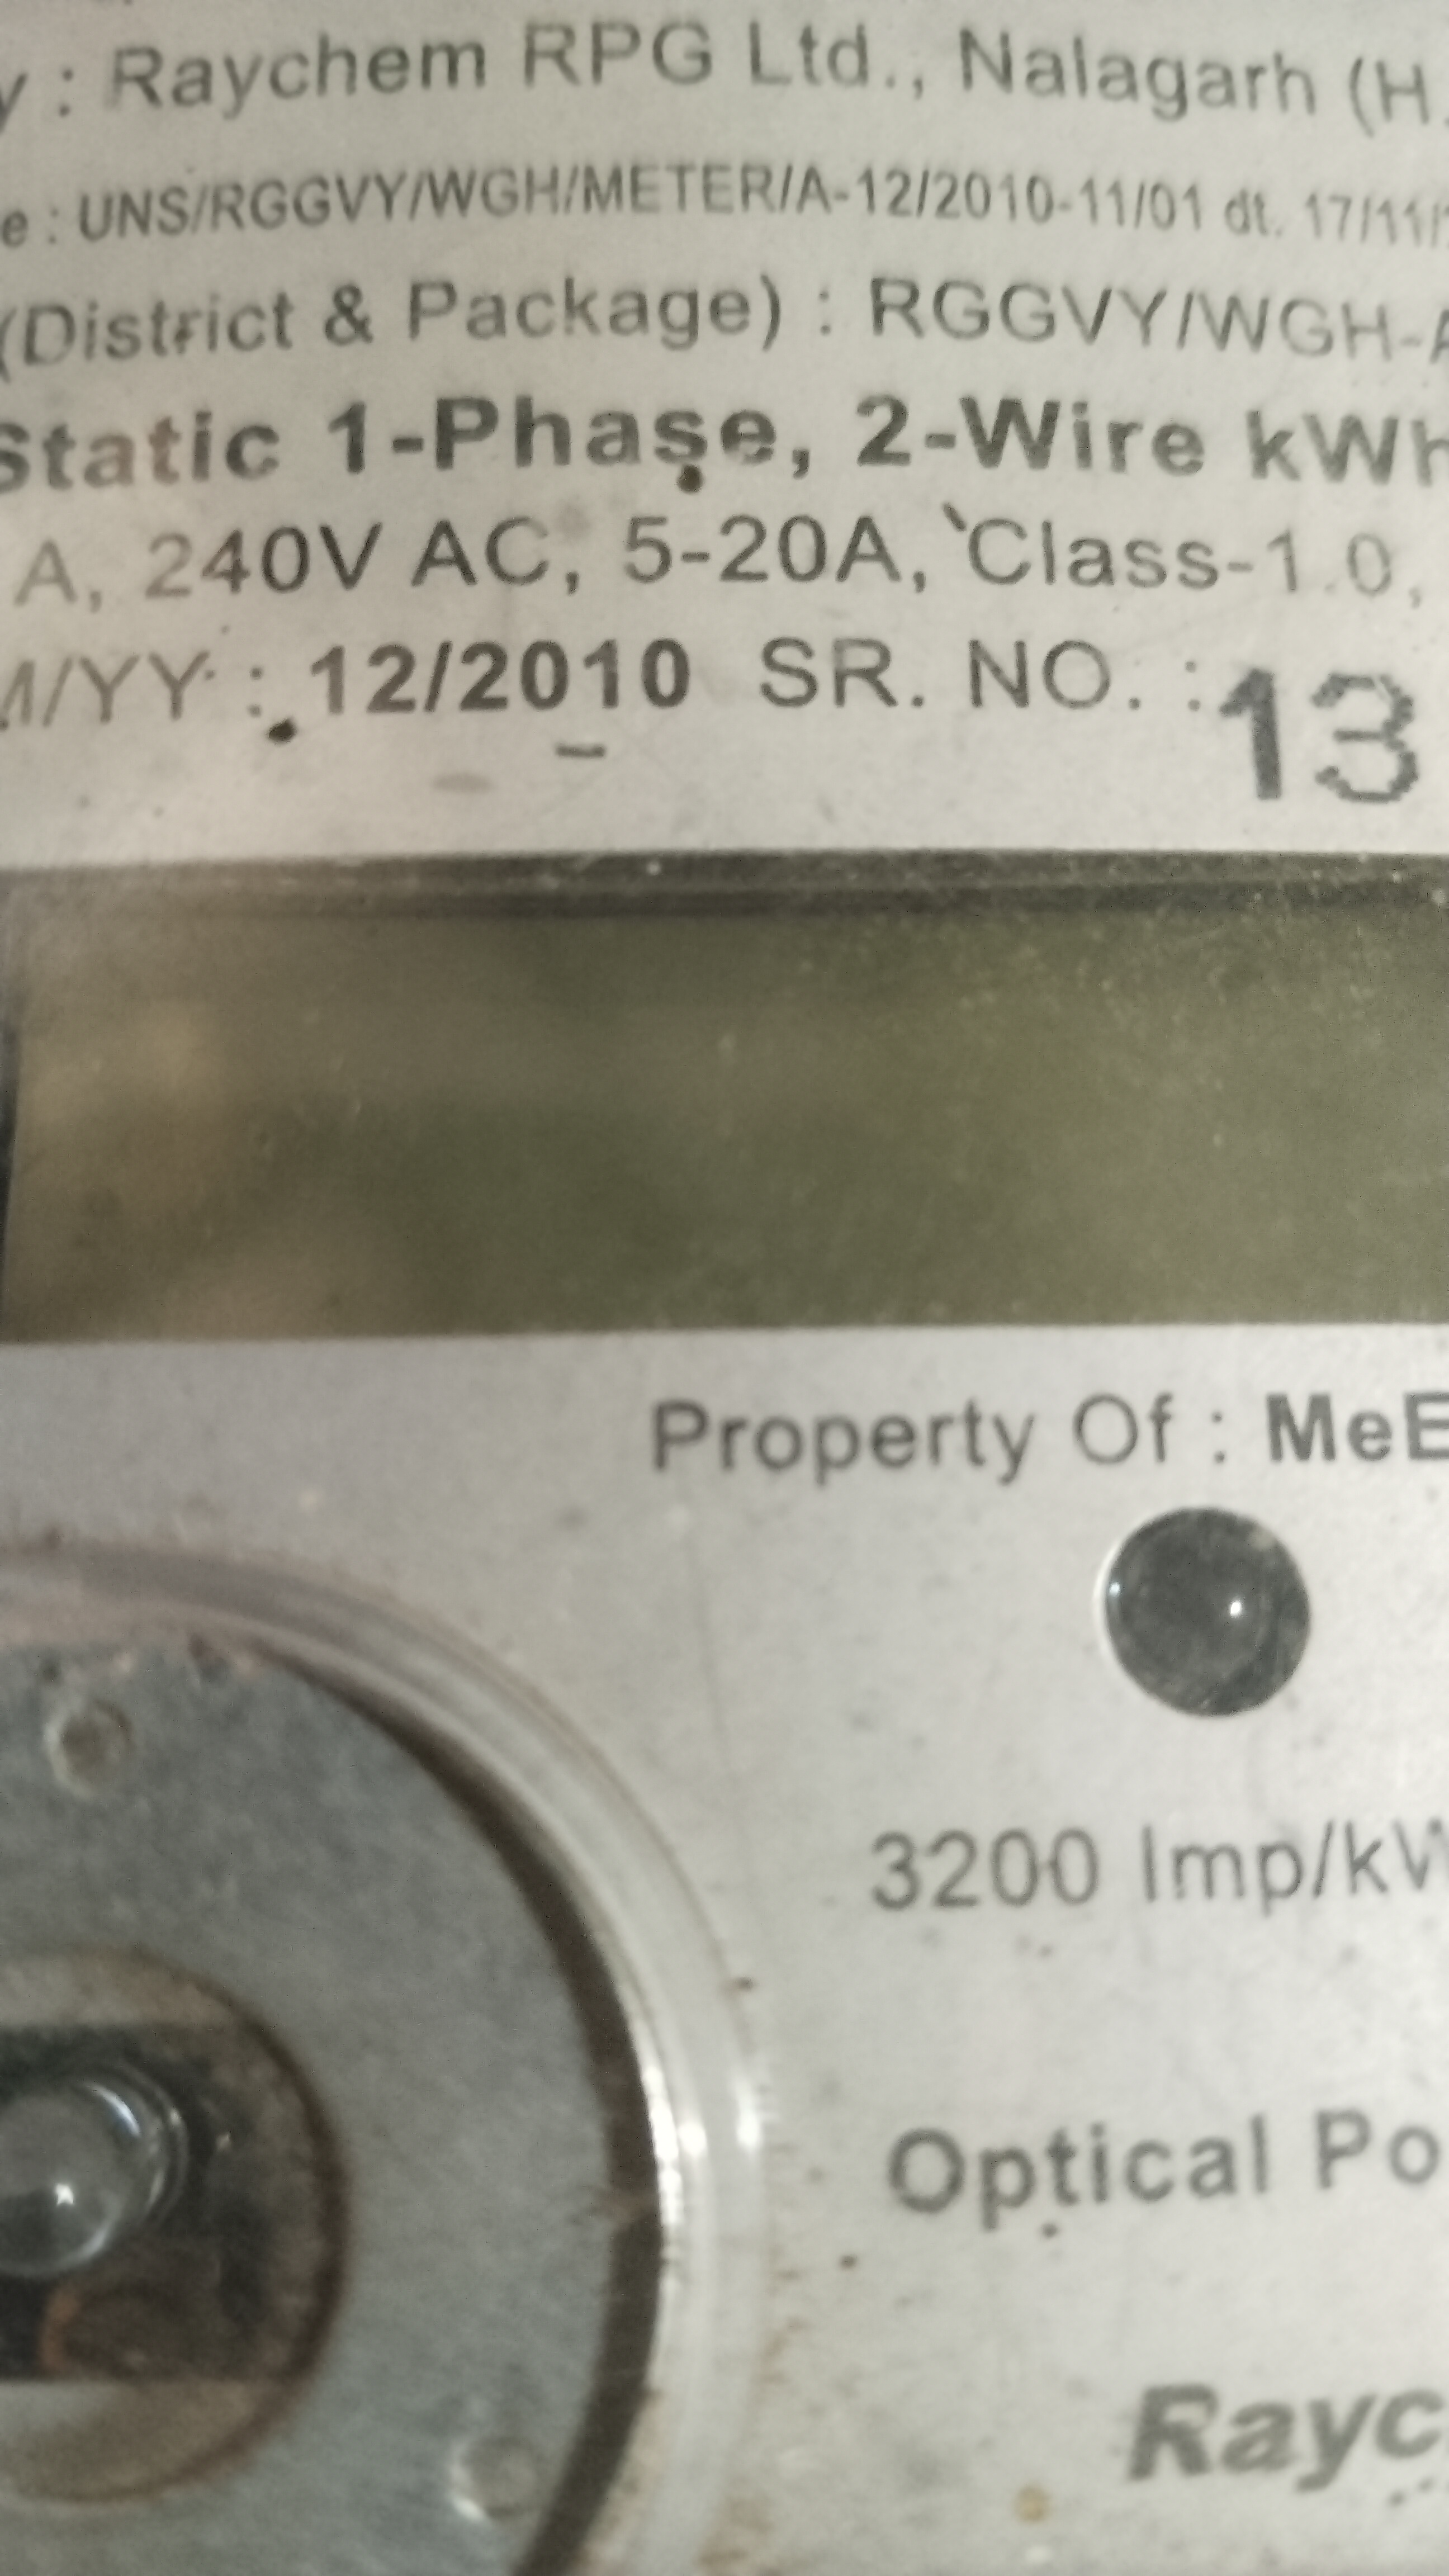 y : Raychem RPG Ltd., Nalagarh (H.
e : UNS/RGGVY/WGH/METER/A-12/2010-11/01 dt. 17/11/
(District & Package) : RGGVY/WGH-A
Static 1-Phase, 2-Wire kWh
A, 240V AC, 5-20A, Class-1.0,
M/YY : 12/2010 SR. NO. : 13
Property Of : MeE
3200 Imp/kW
Optical Po
Rayc